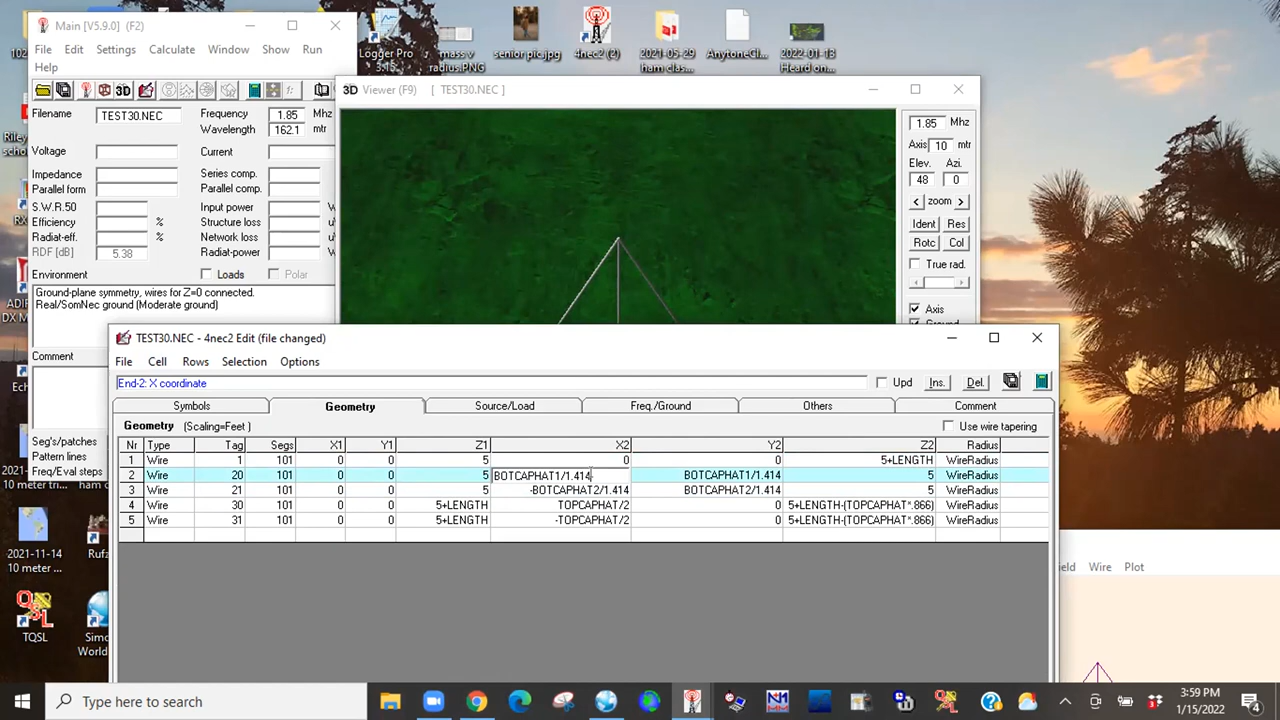 Main [V5.9.0] (F2)
File Edit Settings Calculate Window Show Run
Help
3D
Filename TEST30.NEC Frequency 1.85 Mhz
Wavelength 162.1 mtr
Voltage Current
Impedance Series comp.
Parallel form Parallel comp.
S.W.R.50 Input power W
Efficiency % Structure loss
Radiat-eff. % Network loss
RDF [dB] 5.38 Radiat-power W
Environment Loads Polar
Ground-plane symmetry, wires for Z=0 connected.
Real/SomNec ground (Moderate ground)
Comment
Seg's/patches
Pattern lines
Freq/Eval steps
Logger Pro
3.15
mass v
radius.PNG
senior pic.jpg
4nec2 (2)
2021-05-29
ham clas...
AnytoneCl...
2022-01-13
Heard on...
3D Viewer (F9) [ TEST30.NEC ]
1.85 Mhz
Axis 10 mtr
Elev. Azi.
48 0
< zoom >
Ident Res
Rotc Col
True rad.
Axis
TEST30.NEC - 4nec2 Edit (file changed)
File Cell Rows Selection Options
End-2: X coordinate Upd Ins. Del.
Symbols Geometry Source/Load Freq./Ground Others Comment
Geometry (Scaling=Feet ) Use wire tapering
Nr Type Tag Segs X1 Y1 Z1 X2 Y2 Z2 Radius
1 Wire 1 101 0 0 5 0 0 5+LENGTH WireRadius
2 Wire 20 101 0 0 5 BOTCAPHAT1/1.414 BOTCAPHAT1/1.414 5 WireRadius
3 Wire 21 101 0 0 5 -BOTCAPHAT2/1.414 BOTCAPHAT2/1.414 5 WireRadius
4 Wire 30 101 0 0 5+LENGTH TOPCAPHAT/2 0 5+LENGTH-(TOPCAPHAT*.866) WireRadius
5 Wire 31 101 0 0 5+LENGTH -TOPCAPHAT/2 0 5+LENGTH-(TOPCAPHAT*.866) WireRadius
Wire Plot
2021-11-14
10 meter ...
TQSL
World...
Type here to search
3:59 PM
1/15/2022
4